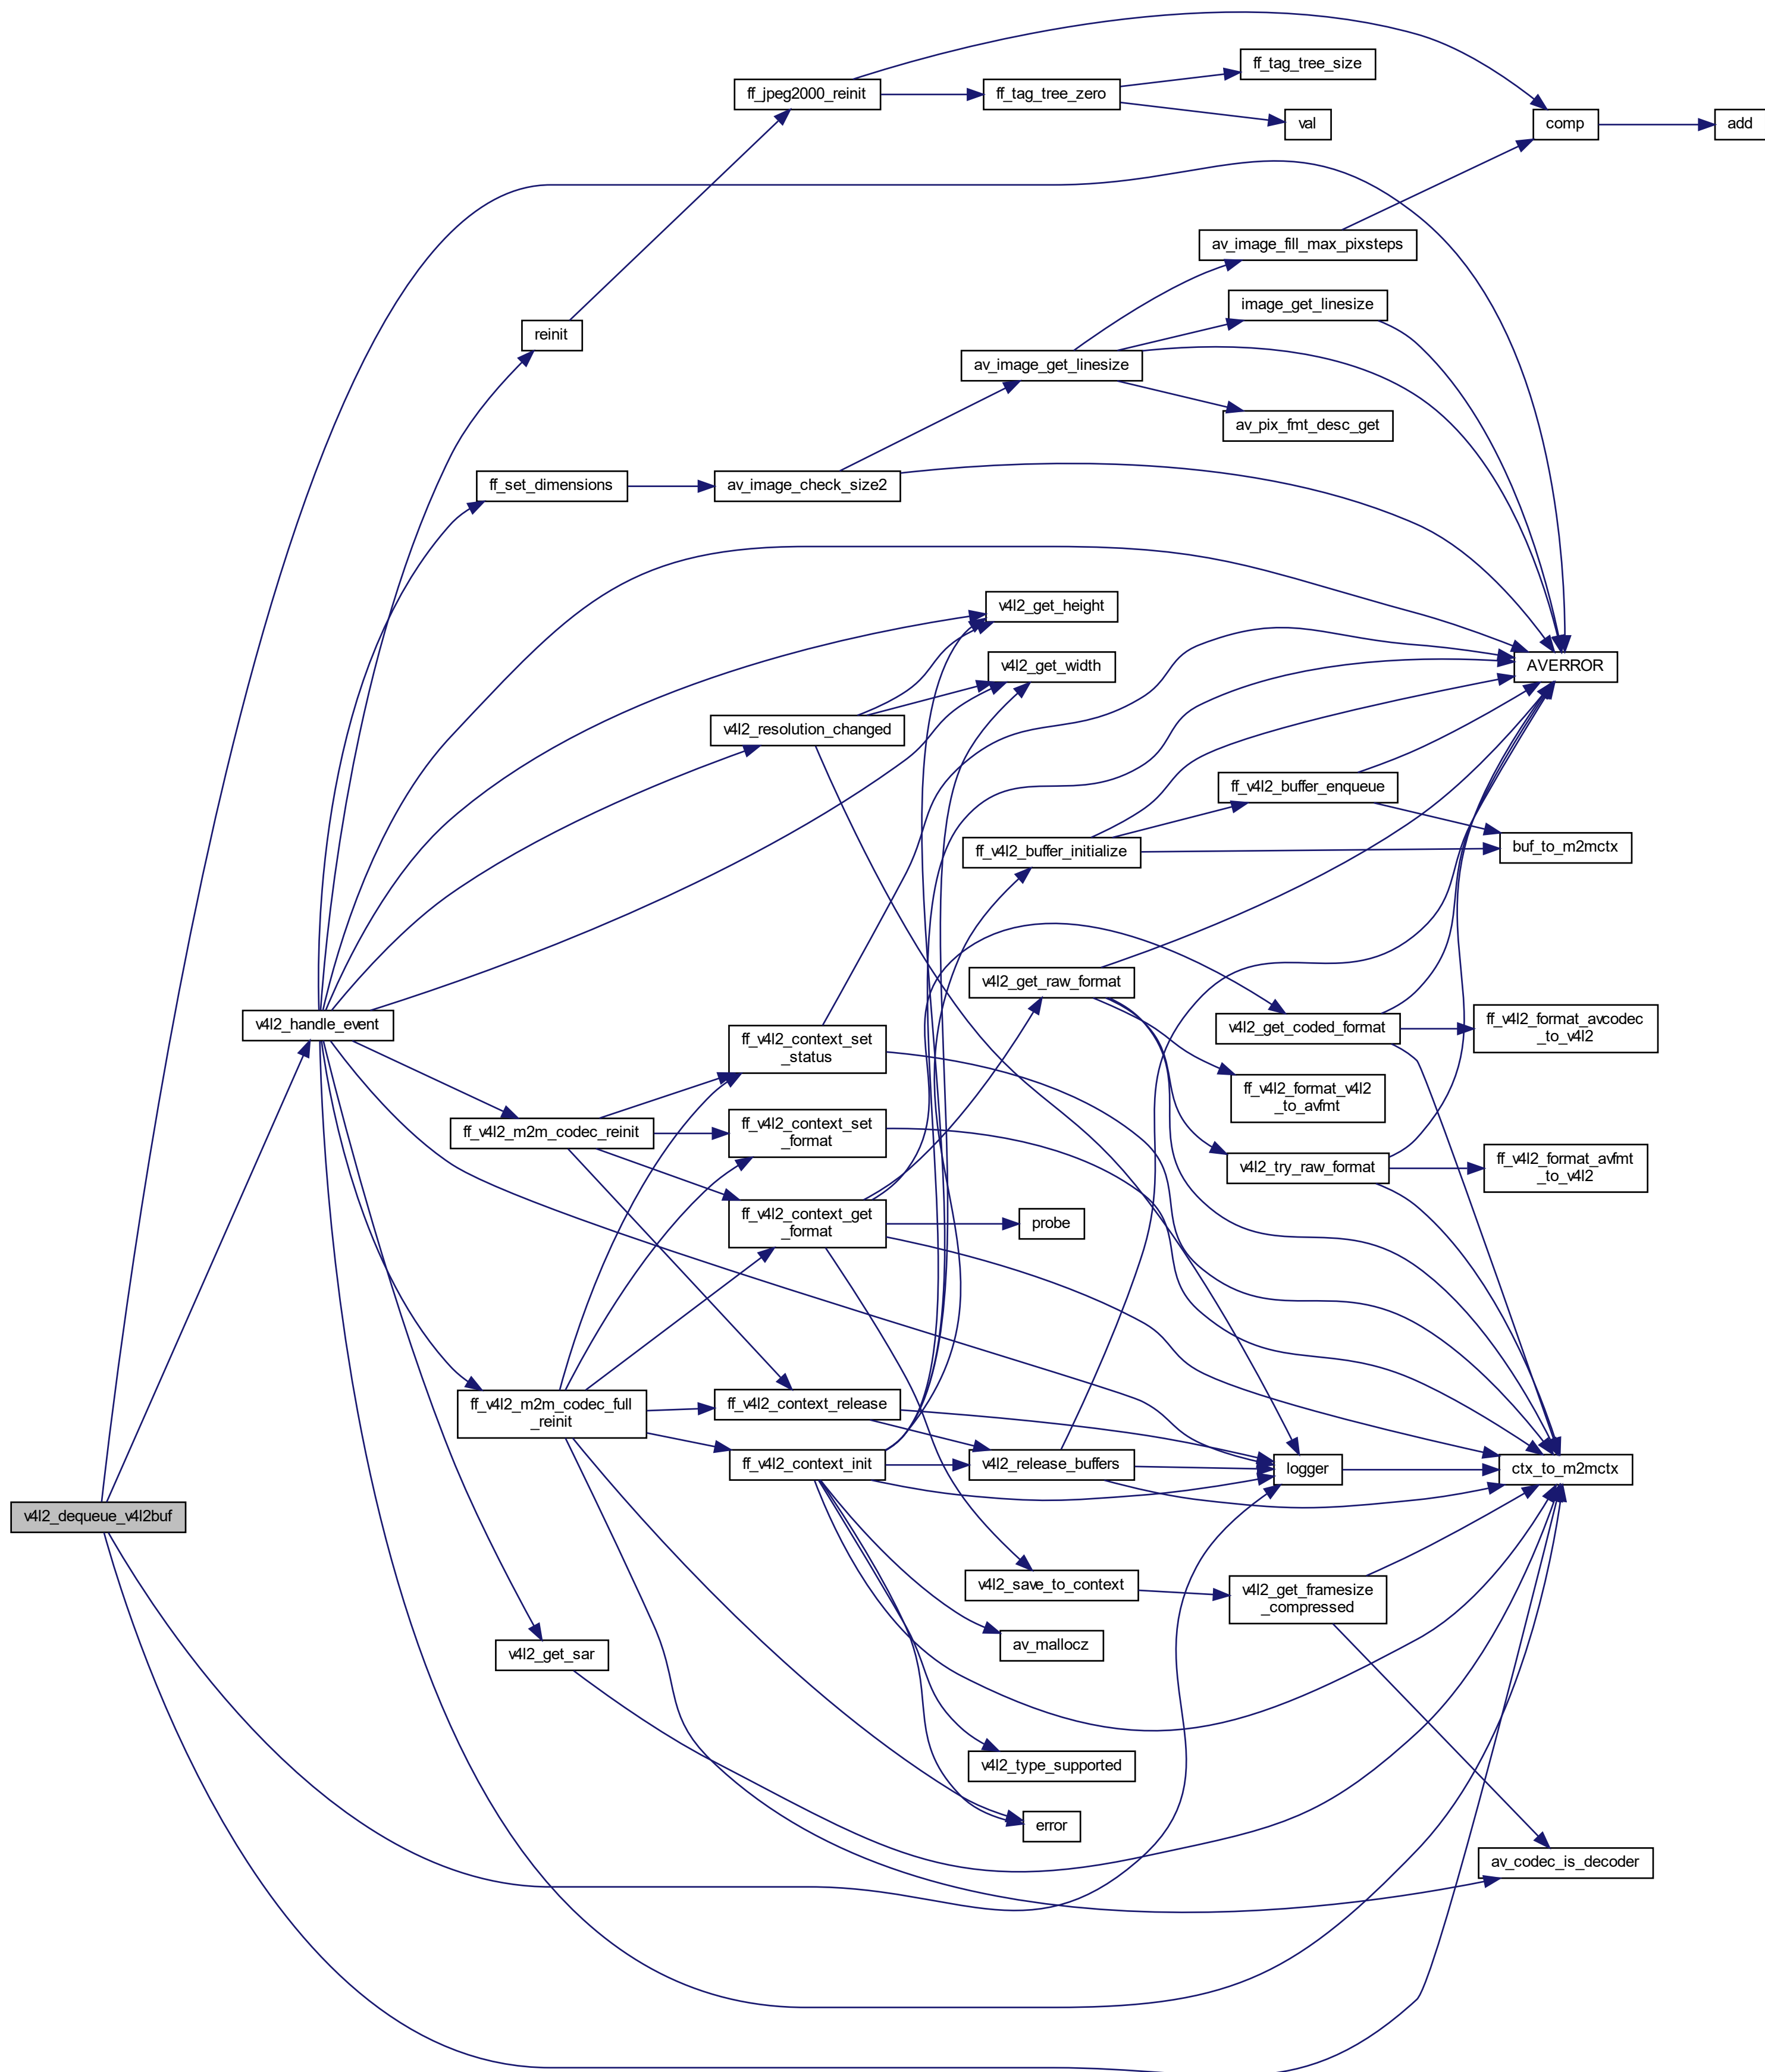 ff_tag_tree_size
ff_jpeg2000_reinit
ff_tag_tree_zero
val
comp
add
av_image_fill_max_pixsteps
image_get_linesize
reinit
av_image_get_linesize
av_pix_fmt_desc_get
ff_set_dimensions
av_image_check_size2
v4l2_get_height
v4l2_get_width
AVERROR
v4l2_resolution_changed
ff_v4l2_buffer_enqueue
ff_v4l2_buffer_initialize
buf_to_m2mctx
v4l2_get_raw_format
v4l2_handle_event
v4l2_get_coded_format
ff_v4l2_format_avcodec
_to_v4l2
ff_v4l2_context_set
_status
ff_v4l2_format_v4l2
_to_avfmt
ff_v4l2_m2m_codec_reinit
ff_v4l2_context_set
_format
v4l2_try_raw_format
ff_v4l2_format_avfmt
_to_v4l2
ff_v4l2_context_get
_format
probe
ff_v4l2_m2m_codec_full
_reinit
ff_v4l2_context_release
ff_v4l2_context_init
v4l2_release_buffers
logger
ctx_to_m2mctx
v4l2_dequeue_v4l2buf
v4l2_save_to_context
v4l2_get_framesize
_compressed
v4l2_get_sar
av_mallocz
v4l2_type_supported
error
av_codec_is_decoder